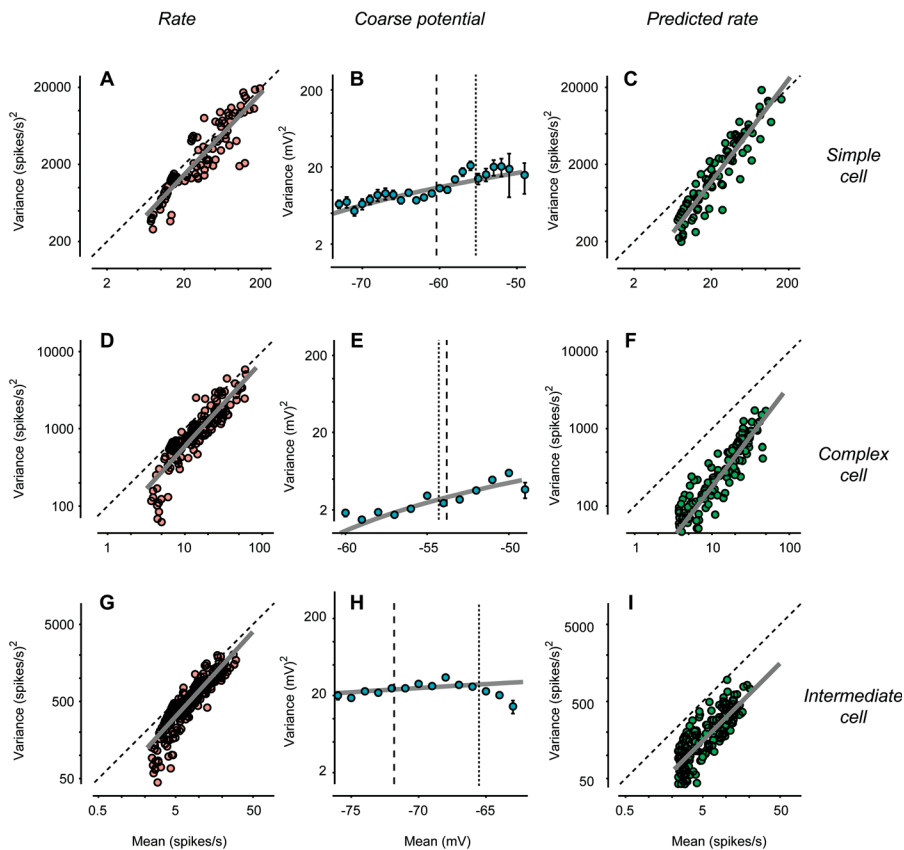 Rate Coarse potential Predicted rate
A
Variance (spikes/s)2
20000
2000
200
2 20 200
B
Variance (mV)2
200
20
2
-70 -60 -50
C
Variance (spikes/s)2
20000
2000
200
2 20 200
Simple
cell
D
Variance (spikes/s)2
10000
1000
100
1 10 100
E
Variance (mV)2
200
20
2
-60 -55 -50
F
Variance (spikes/s)2
10000
1000
100
1 10 100
Complex
cell
G
Variance (spikes/s)2
5000
500
50
0.5 5 50
Mean (spikes/s)
H
Variance (mV)2
200
20
2
-75 -70 -65
Mean (mV)
I
Variance (spikes/s)2
5000
500
50
0.5 5 50
Mean (spikes/s)
Intermediate
cell